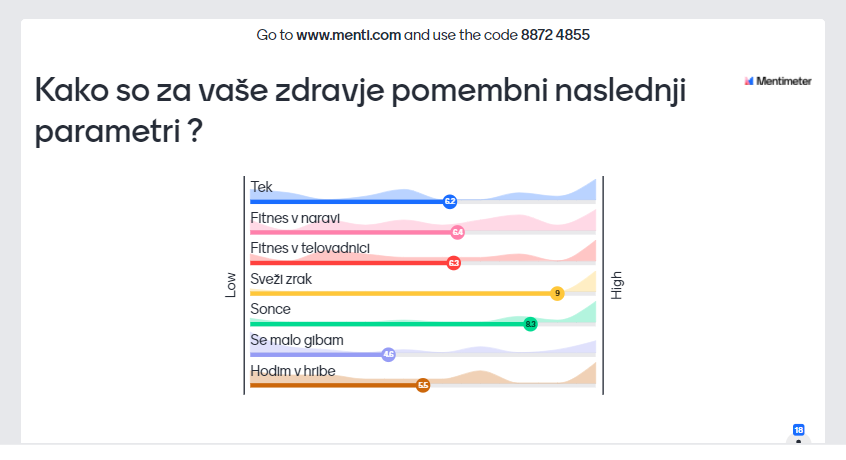 Go to www.menti.com and use the code 8872 4855
Kako so za vaše zdravje pomembni naslednji
parametri ?
Mentimeter
Tek
6.2
Fitnes v naravi
6.4
Fitnes v telovadnici
6.3
Sveži zrak
9
Sonce
8.3
Se malo gibam
4.6
Hodim v hribe
5.5
Low
High
18